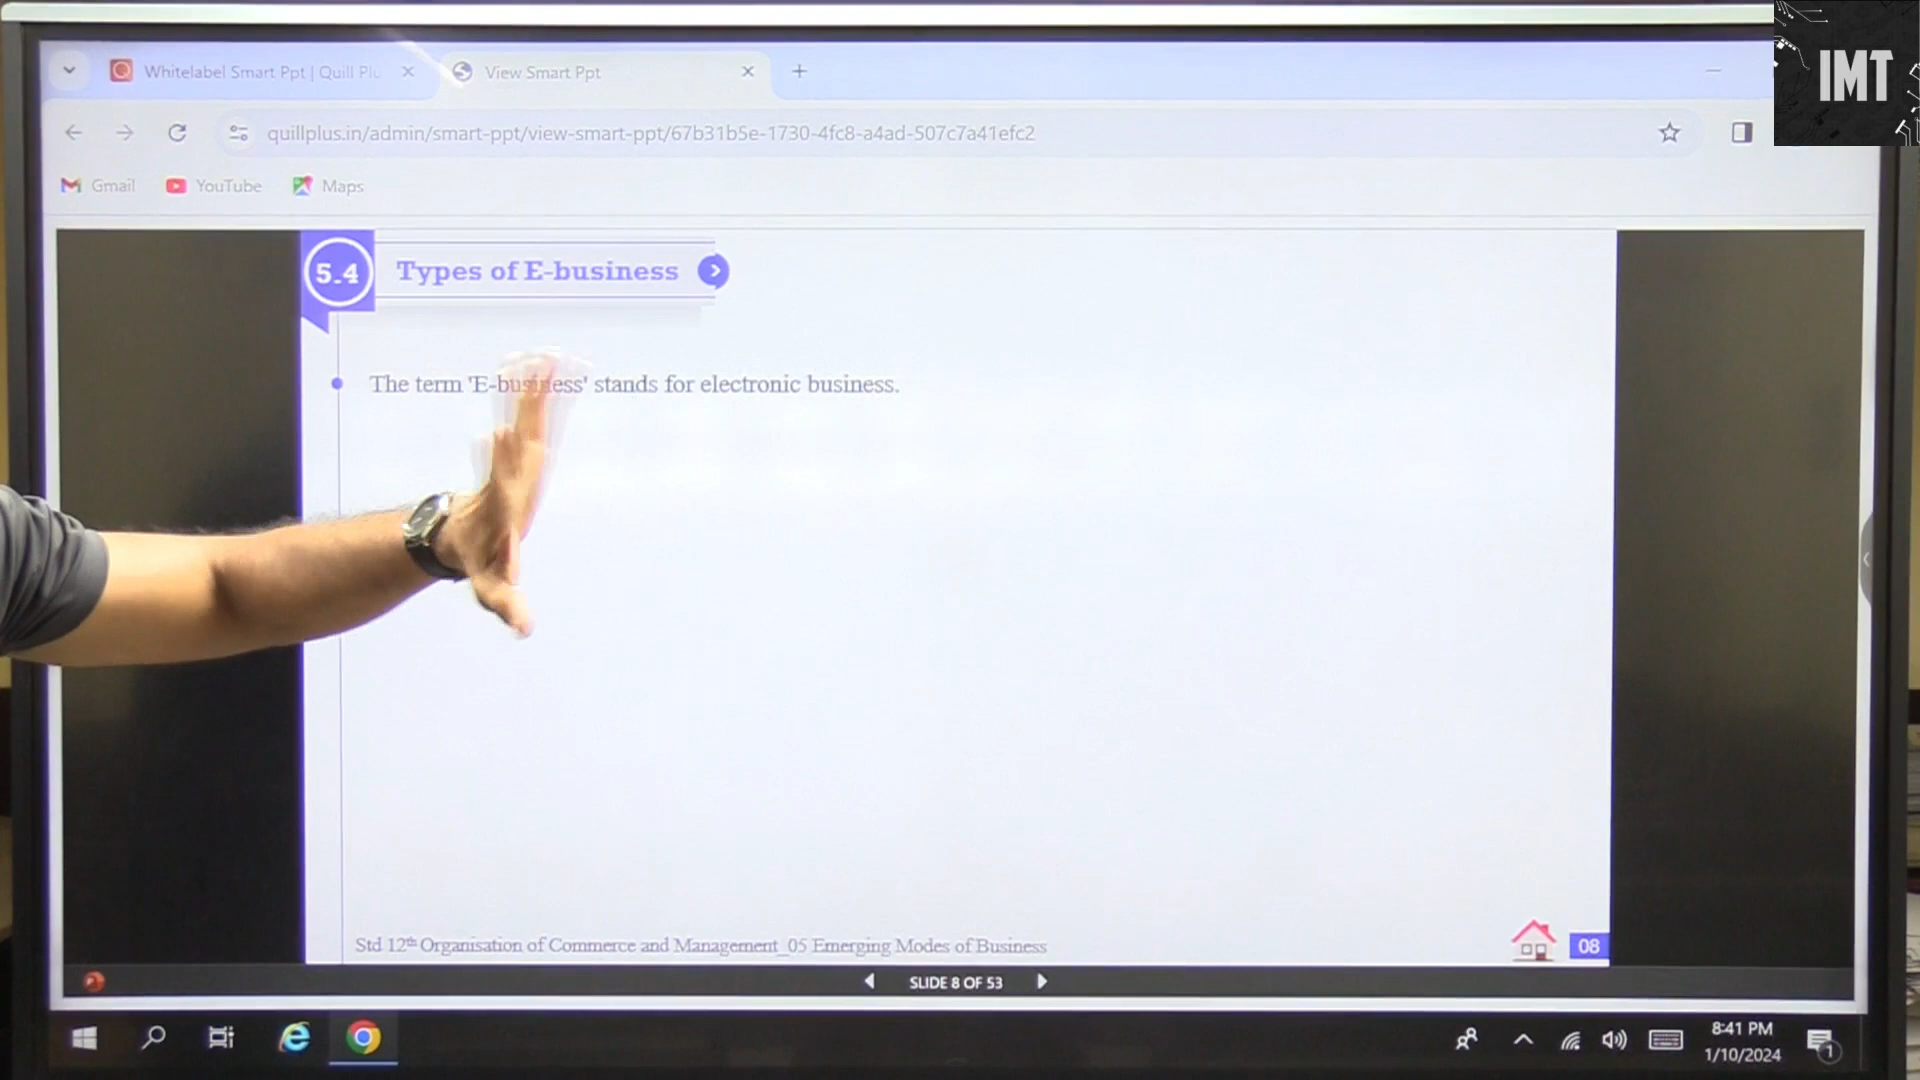 IMT
Whitelabel Smart Ppt | Quill Plu
View Smart Ppt
quillplus.in/admin/smart-ppt/view-smart-ppt/67b31b5e-1730-4fc8-a4ad-507c7a41efc2
Gmail YouTube Maps
5.4 Types of E-business
The term 'E-business' stands for electronic business.
Std 12th Organisation of Commerce and Management_05 Emerging Modes of Business
08
SLIDE 8 OF 53
8:41 PM
1/10/2024
1